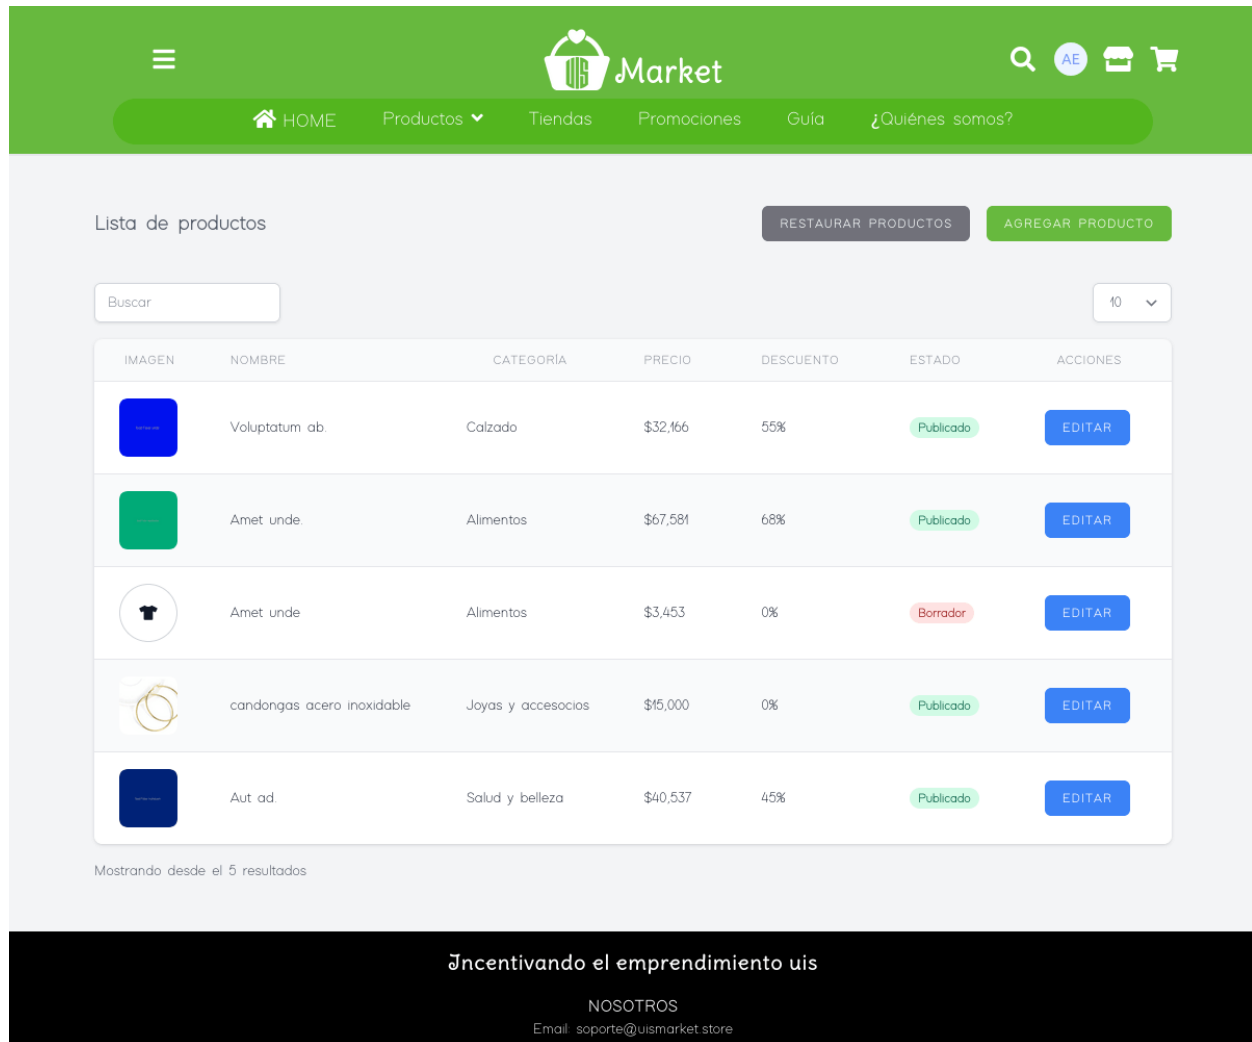 UIS Market
AE
HOME Productos Tiendas Promociones Guía ¿Quiénes somos?
Lista de productos RESTAURAR PRODUCTOS AGREGAR PRODUCTO
Buscar 10
IMAGEN NOMBRE CATEGORÍA PRECIO DESCUENTO ESTADO ACCIONES
Voluptatum ab. Calzado $32,166 55% Publicado EDITAR
Amet unde. Alimentos $67,581 68% Publicado EDITAR
Amet unde Alimentos $3,453 0% Borrador EDITAR
candongas acero inoxidable Joyas y accesocios $15,000 0% Publicado EDITAR
Aut ad. Salud y belleza $40,537 45% Publicado EDITAR
Mostrando desde el 5 resultados
Incentivando el emprendimiento uis
NOSOTROS
Email: soporte@uismarket.store